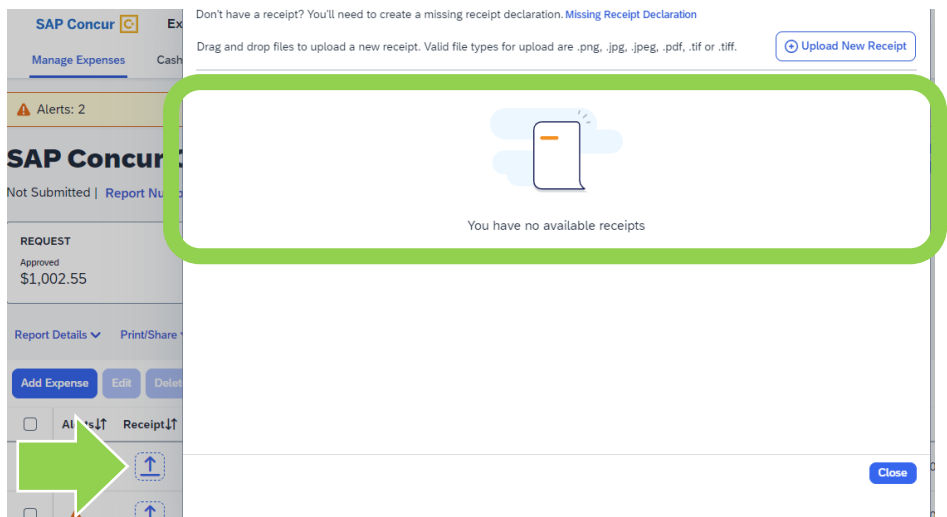 Don't have a receipt? You'll need to create a missing receipt declaration. Missing Receipt Declaration
SAP Concur C Ex
Drag and drop files to upload a new receipt. Valid file types for upload are .png, .jpg, .jpeg, .pdf, .tif or .tiff.
Upload New Receipt
Manage Expenses Cash
Alerts: 2
SAP Concur
Not Submitted | Report Nu
You have no available receipts
REQUEST
Approved
$1,002.55
Report Details Print/Share
Add Expense Edit Delet
Alerts Receipt
Close